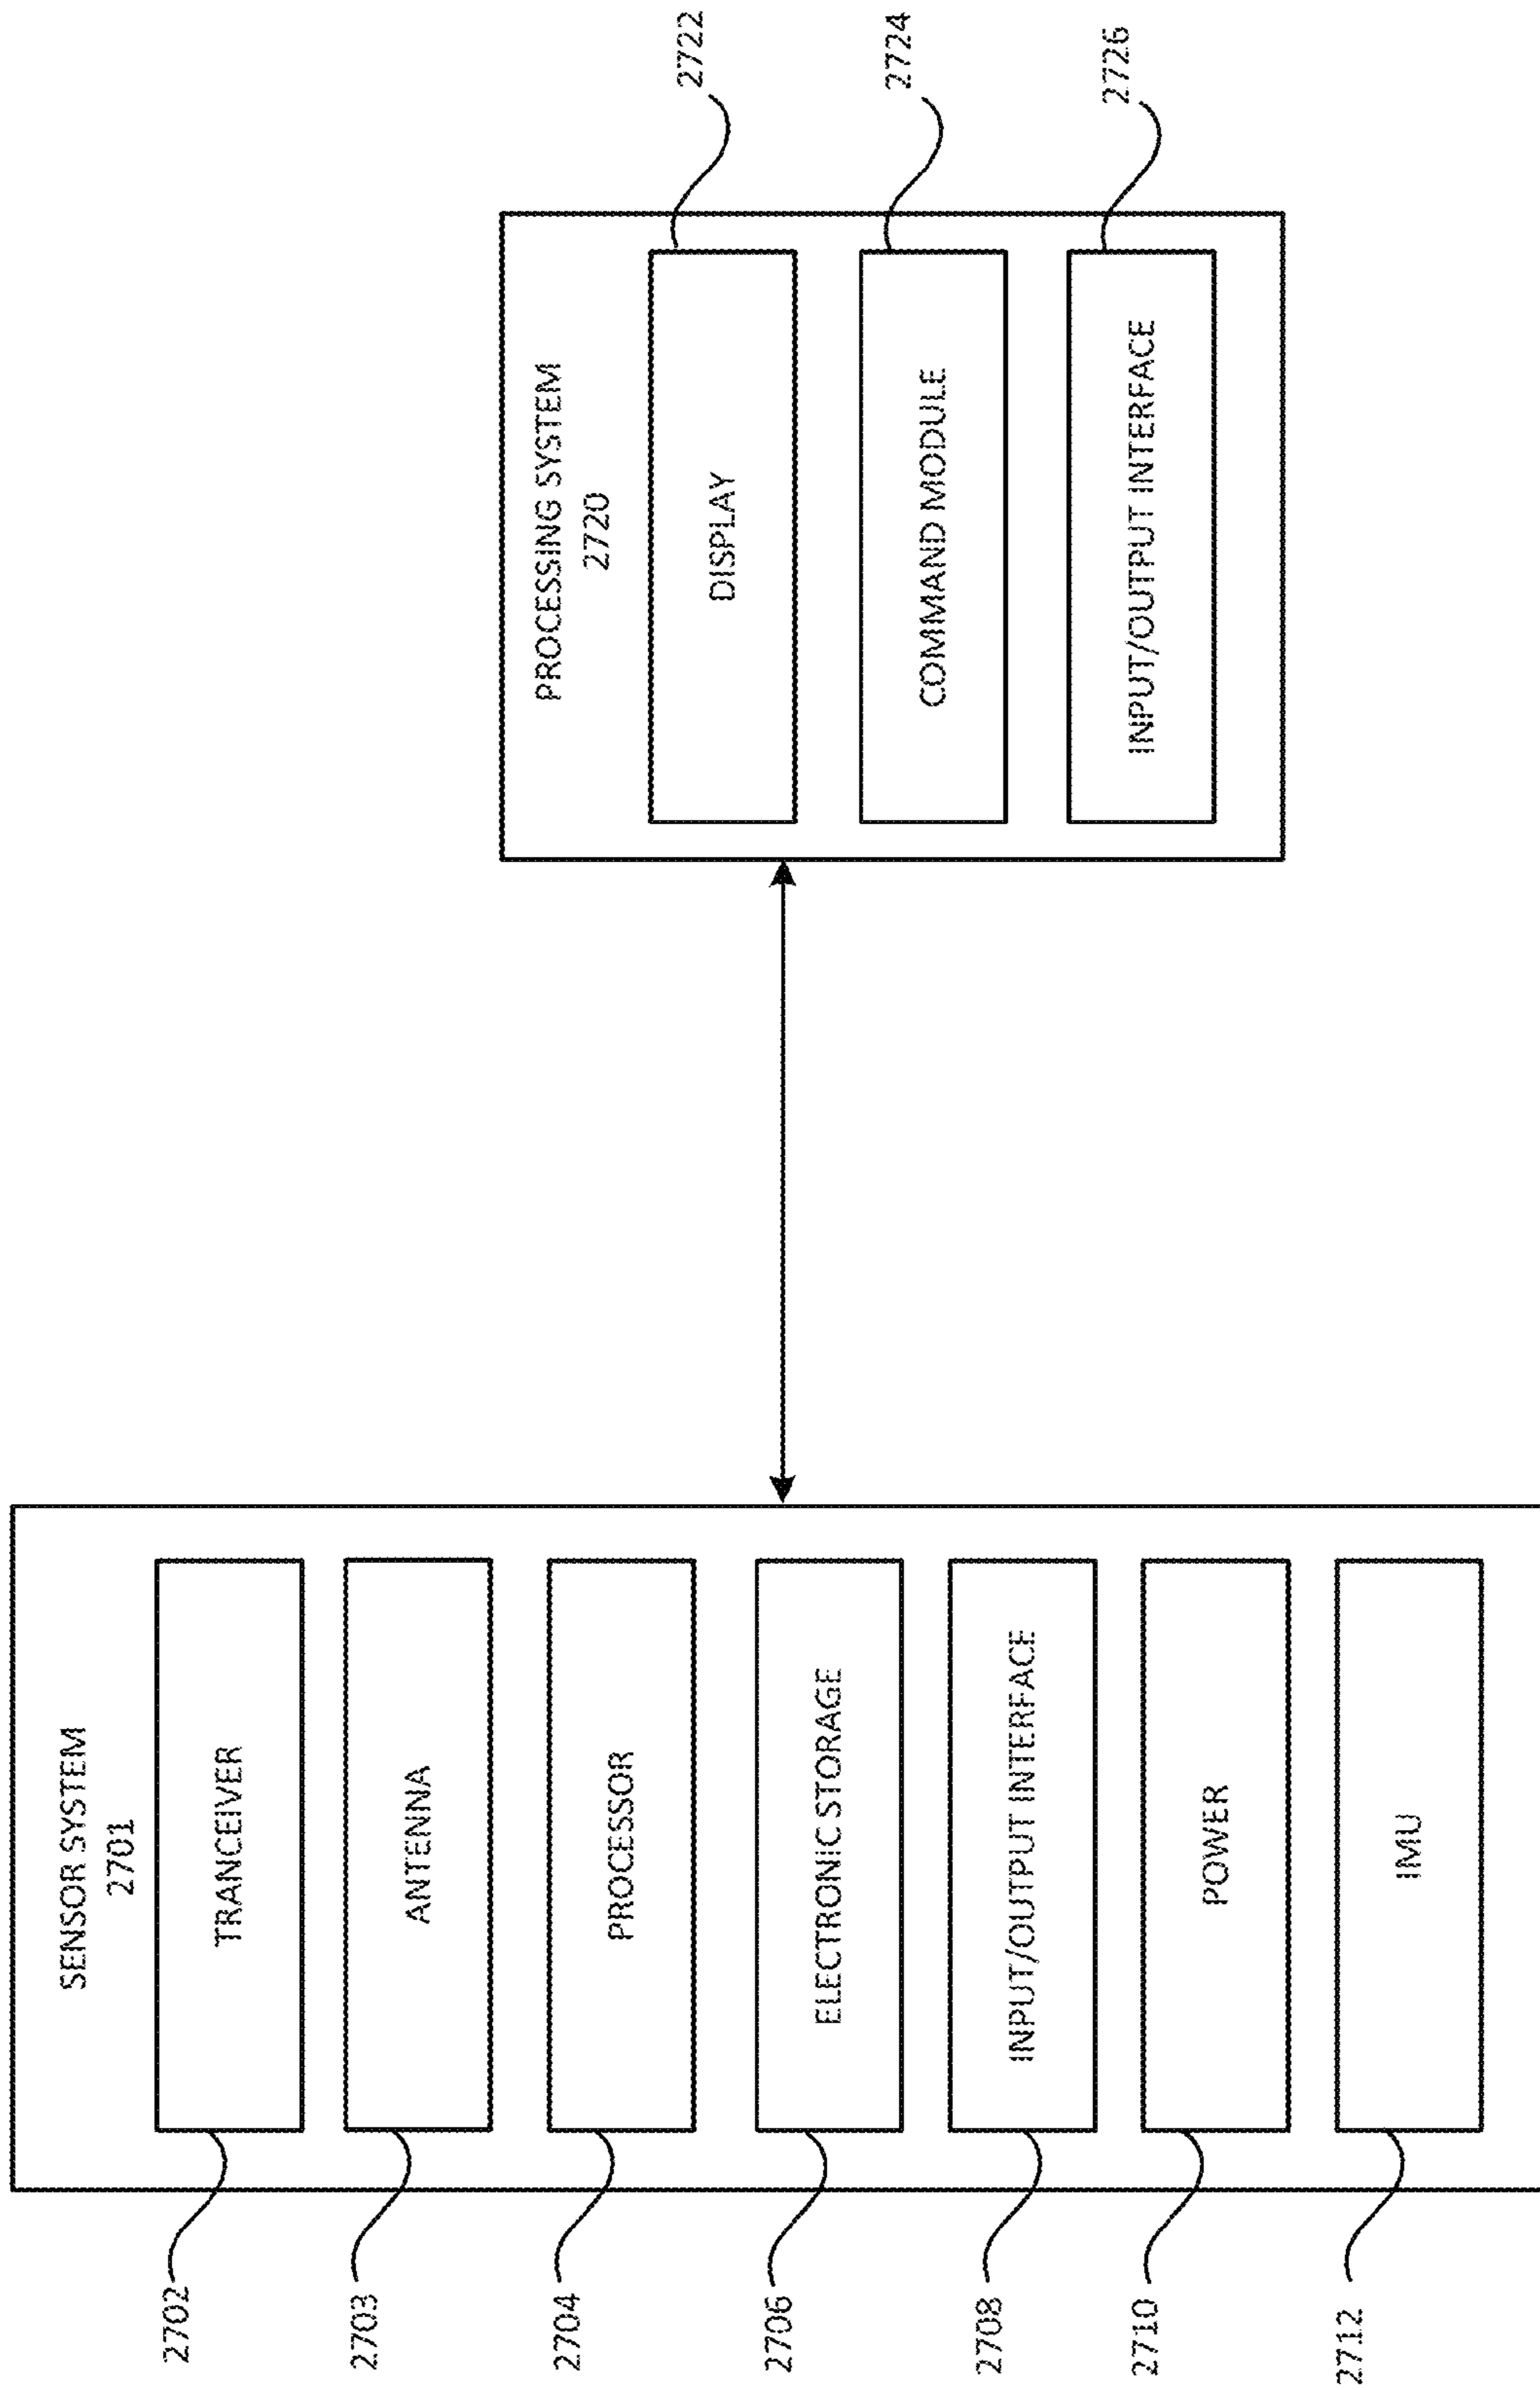 SENSOR SYSTEM
2701
TRANCEIVER
2702
ANTENNA
2703
PROCESSOR
2704
ELECTRONIC STORAGE
2706
INPUT/OUTPUT INTERFACE
2708
POWER
2710
IMU
2712
PROCESSING SYSTEM
2720
DISPLAY
2722
COMMAND MODULE
2724
INPUT/OUTPUT INTERFACE
2726